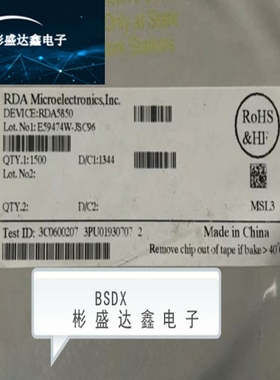 彬盛达鑫电子
RDA Microelectronics,Inc.
DEVICE:RDA5850
Lot.No1:E59474W-JSC96
QTY.1:1500 D/C1:1344
Lot.No2:
QTY.2: D/C2:
RoHS
&HF
MSL3
Test ID: 3C0600207 3PU01930707 2
Made in China
Remove chip out of tape if bake> 40°
BSDX
彬盛达鑫电子